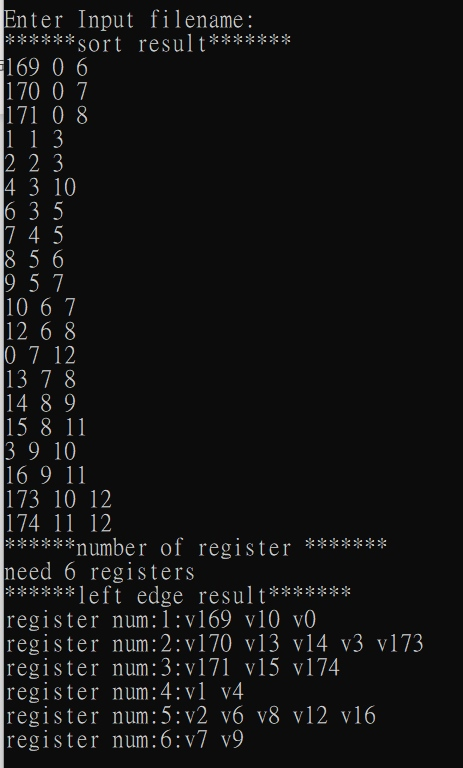 Enter Input filename:
******sort result*******
169 0 6
170 0 7
171 0 8
1 1 3
2 2 3
4 3 10
6 3 5
7 4 5
8 5 6
9 5 7
10 6 7
12 6 8
0 7 12
13 7 8
14 8 9
15 8 11
3 9 10
16 9 11
173 10 12
174 11 12
******number of register *******
need 6 registers
******left edge result*******
register num:1:v169 v10 v0
register num:2:v170 v13 v14 v3 v173
register num:3:v171 v15 v174
register num:4:v1 v4
register num:5:v2 v6 v8 v12 v16
register num:6:v7 v9